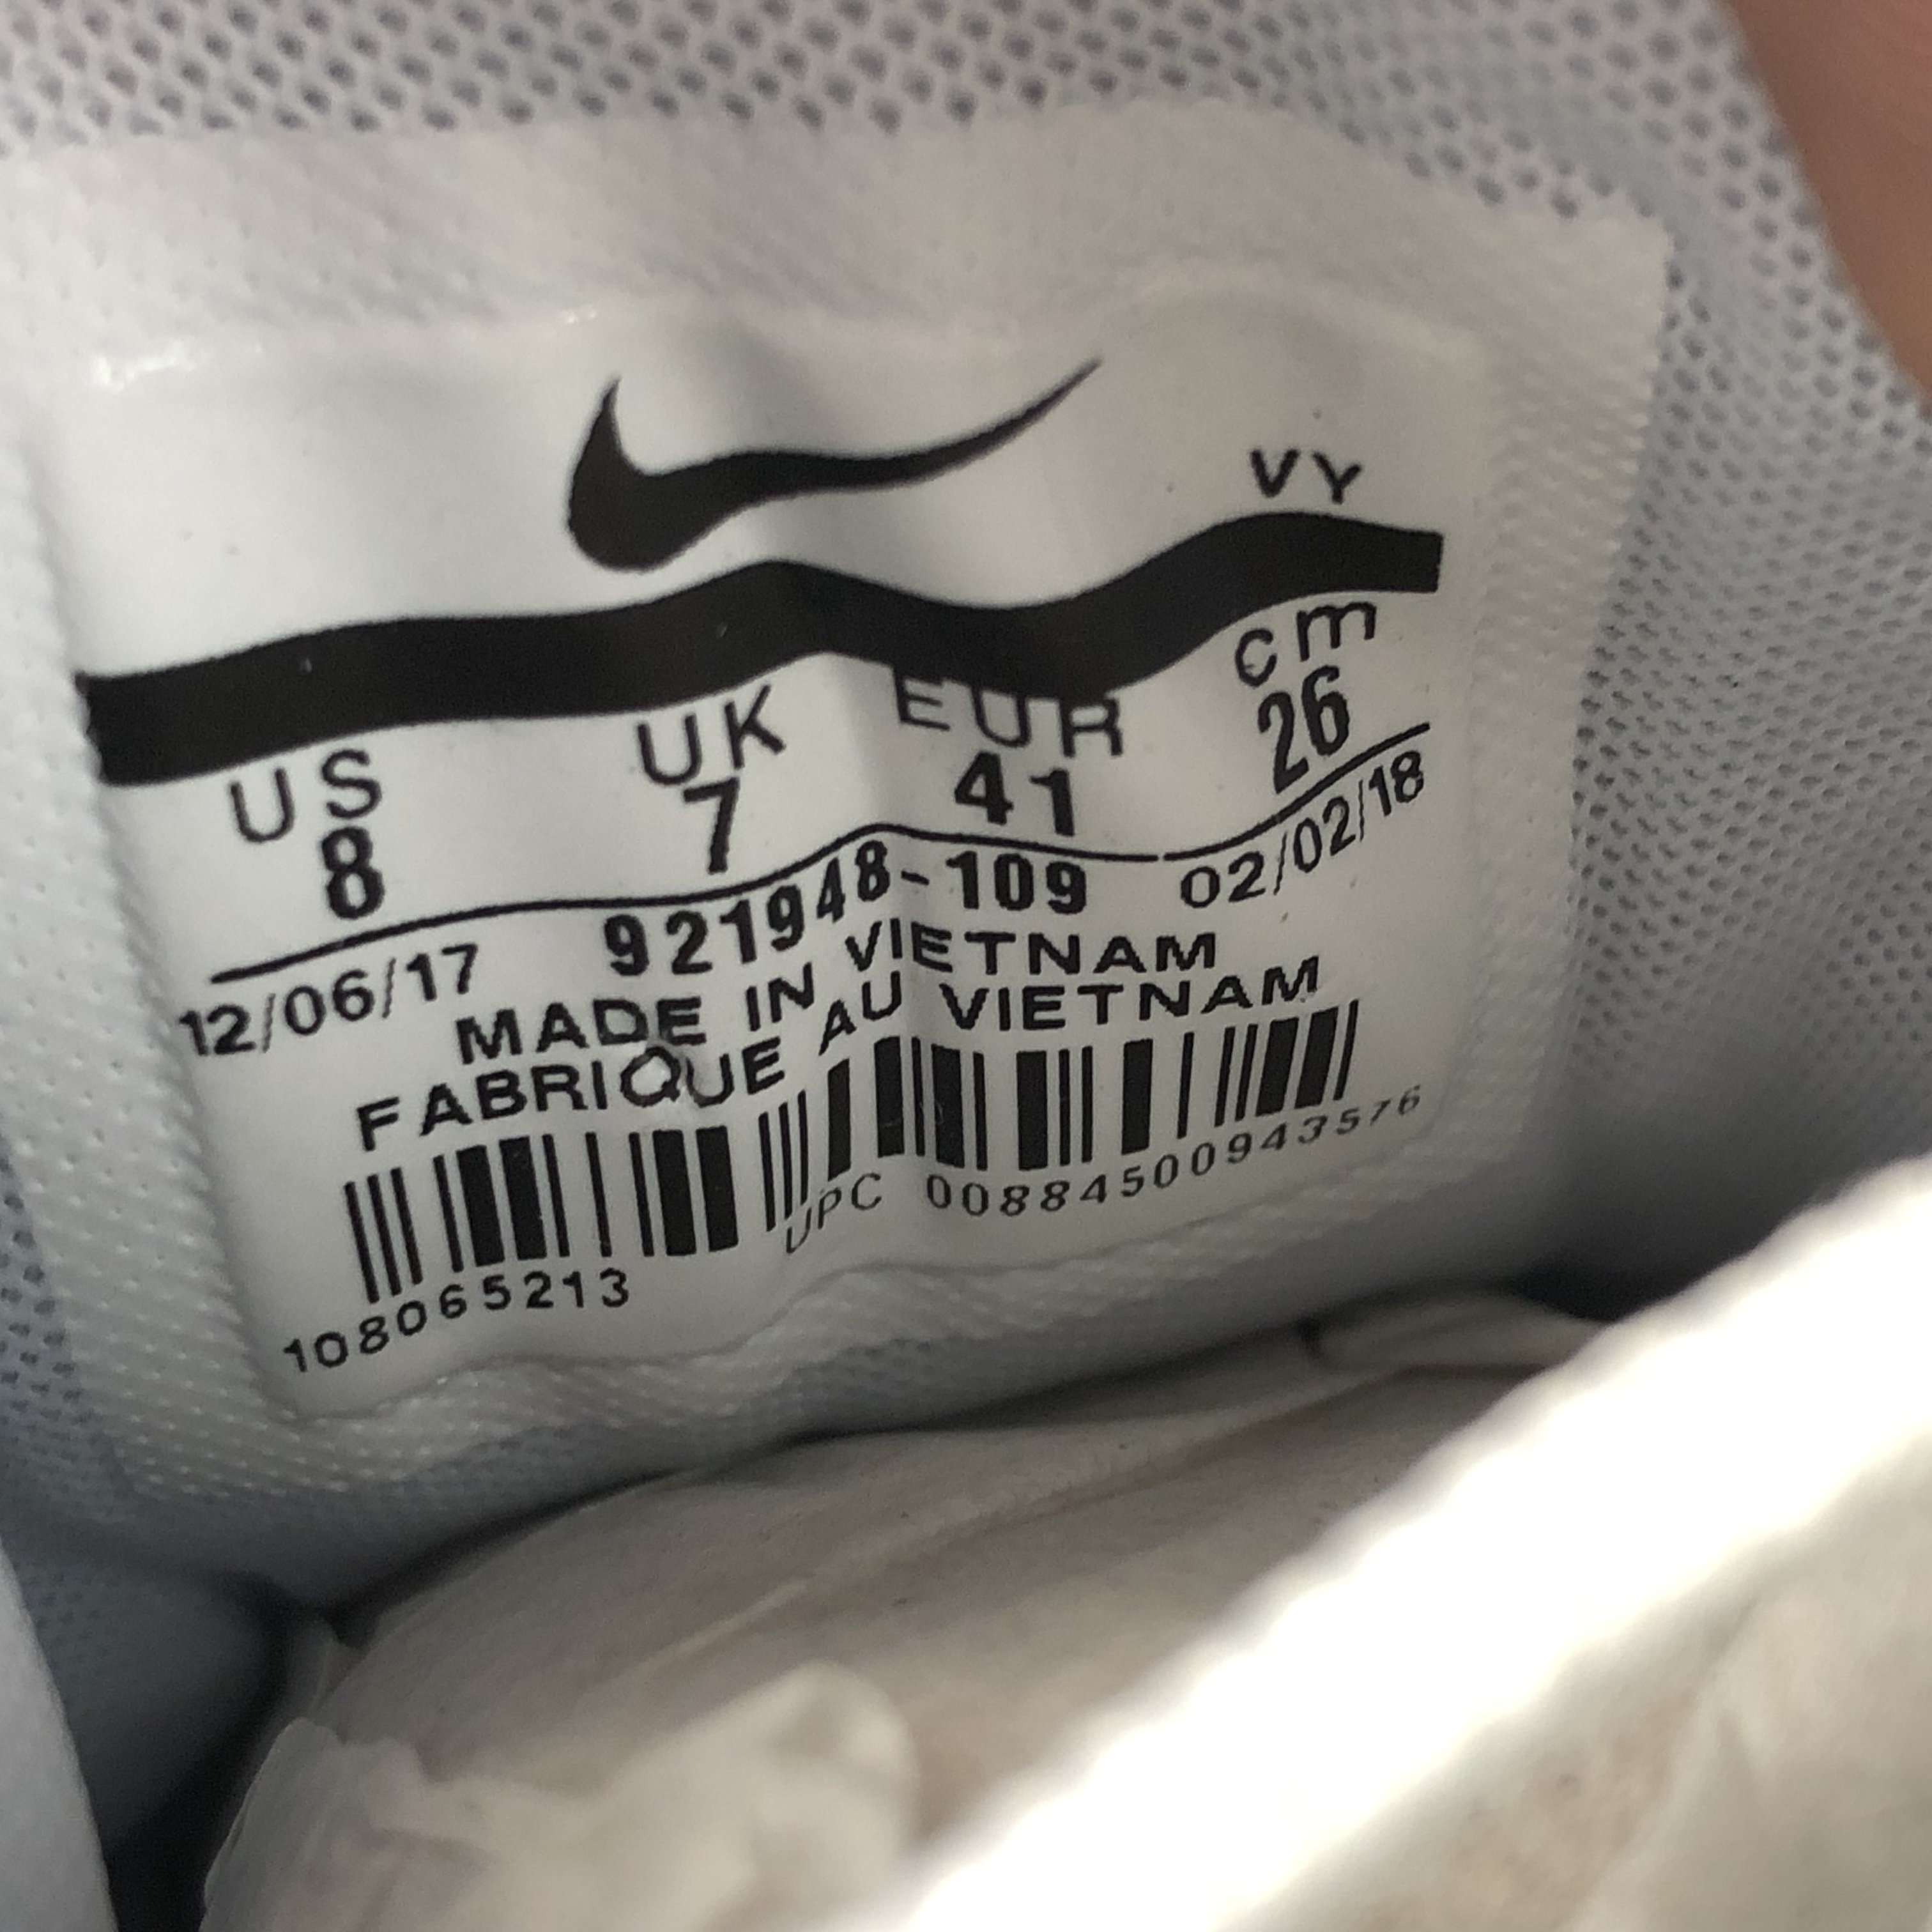 VY
US UK EUR cm
8 7 41 26
12/06/17 921948-109 02/02/18
MADE IN VIETNAM
FABRIQUE AU VIETNAM
UPC 00884500943576
108065213